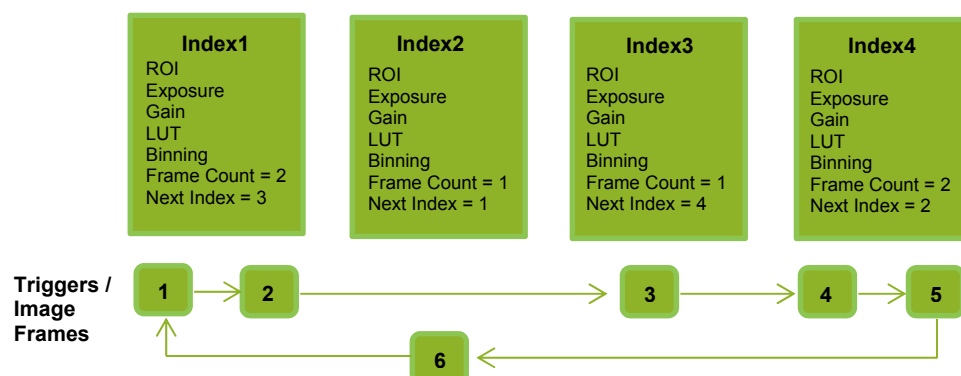 Index1
ROI
Exposure
Gain
LUT
Binning
Frame Count = 2
Next Index = 3
Index2
ROI
Exposure
Gain
LUT
Binning
Frame Count = 1
Next Index = 1
Index3
ROI
Exposure
Gain
LUT
Binning
Frame Count = 1
Next Index = 4
Index4
ROI
Exposure
Gain
LUT
Binning
Frame Count = 2
Next Index = 2
Triggers /
Image
Frames
1
2
3
4
5
6